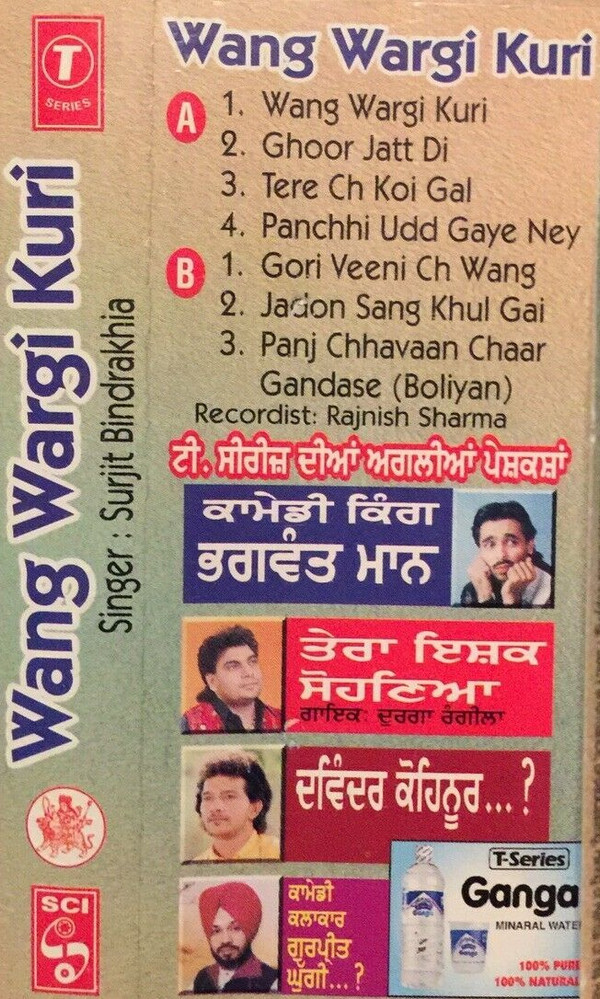 T
SERIES
Wang Wargi Kuri
Singer : Surjit Bindrakhia
SCI
Wang Wargi Kuri
A
1. Wang Wargi Kuri
2. Ghoor Jatt Di
3. Tere Ch Koi Gal
4. Panchhi Udd Gaye Ney
B
1. Gori Veeni Ch Wang
2. Jadon Sang Khul Gai
3. Panj Chhavaan Chaar
Gandase (Boliyan)
Recordist: Rajnish Sharma
ਟੀ. ਸੀਰੀਜ਼ ਦੀਆਂ ਅਗਲੀਆਂ ਪੇਸ਼ਕਸ਼ਾਂ
ਕਾਮੇਡੀ ਕਿੰਗ
ਭਗਵੰਤ ਮਾਨ
ਤੇਰਾ ਇਸ਼ਕ
ਸੋਹਣਿਆ
ਗਾਇਕ: ਦੁਰਗਾ ਰੰਗੀਲਾ
ਦਵਿੰਦਰ ਕੋਹਿਨੂਰ...?
ਕਾਮੇਡੀ
ਕਲਾਕਾਰ
ਗੁਰਪ੍ਰੀਤ
ਘੁੱਗੀ...?
T-Series
Ganga
MINARAL WATE
100% PURE
100% NATURAL